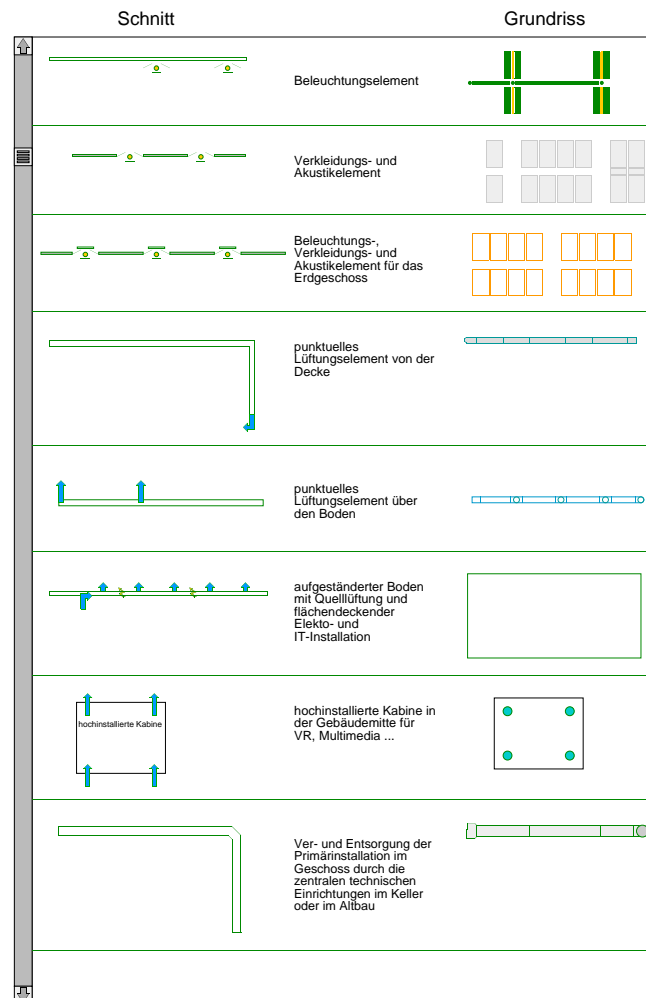 Schnitt
Grundriss
Beleuchtungselement
Verkleidungs- und
Akustikelement
Beleuchtungs-,
Verkleidungs- und
Akustikelement für das
Erdgeschoss
punktuelles
Lüftungselement von der
Decke
punktuelles
Lüftungselement über
den Boden
aufgeständerter Boden
mit Quelllüftung und
flächendeckender
Elekto- und
IT-Installation
hochinstallierte Kabine
hochinstallierte Kabine in
der Gebäudemitte für
VR, Multimedia ...
Ver- und Entsorgung der
Primärinstallation im
Geschoss durch die
zentralen technischen
Einrichtungen im Keller
oder im Altbau